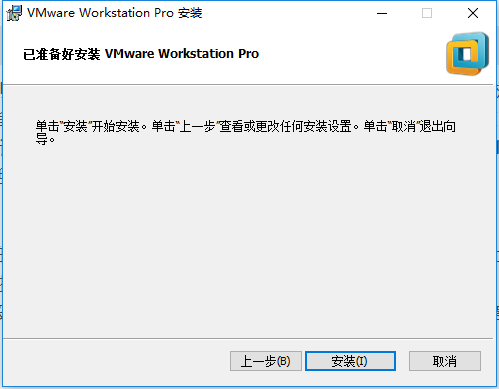 VMware Workstation Pro 安装
已准备好安装 VMware Workstation Pro
单击“安装”开始安装。单击“上一步”查看或更改任何安装设置。单击“取消”退出向
导。
上一步(B)
安装(I)
取消